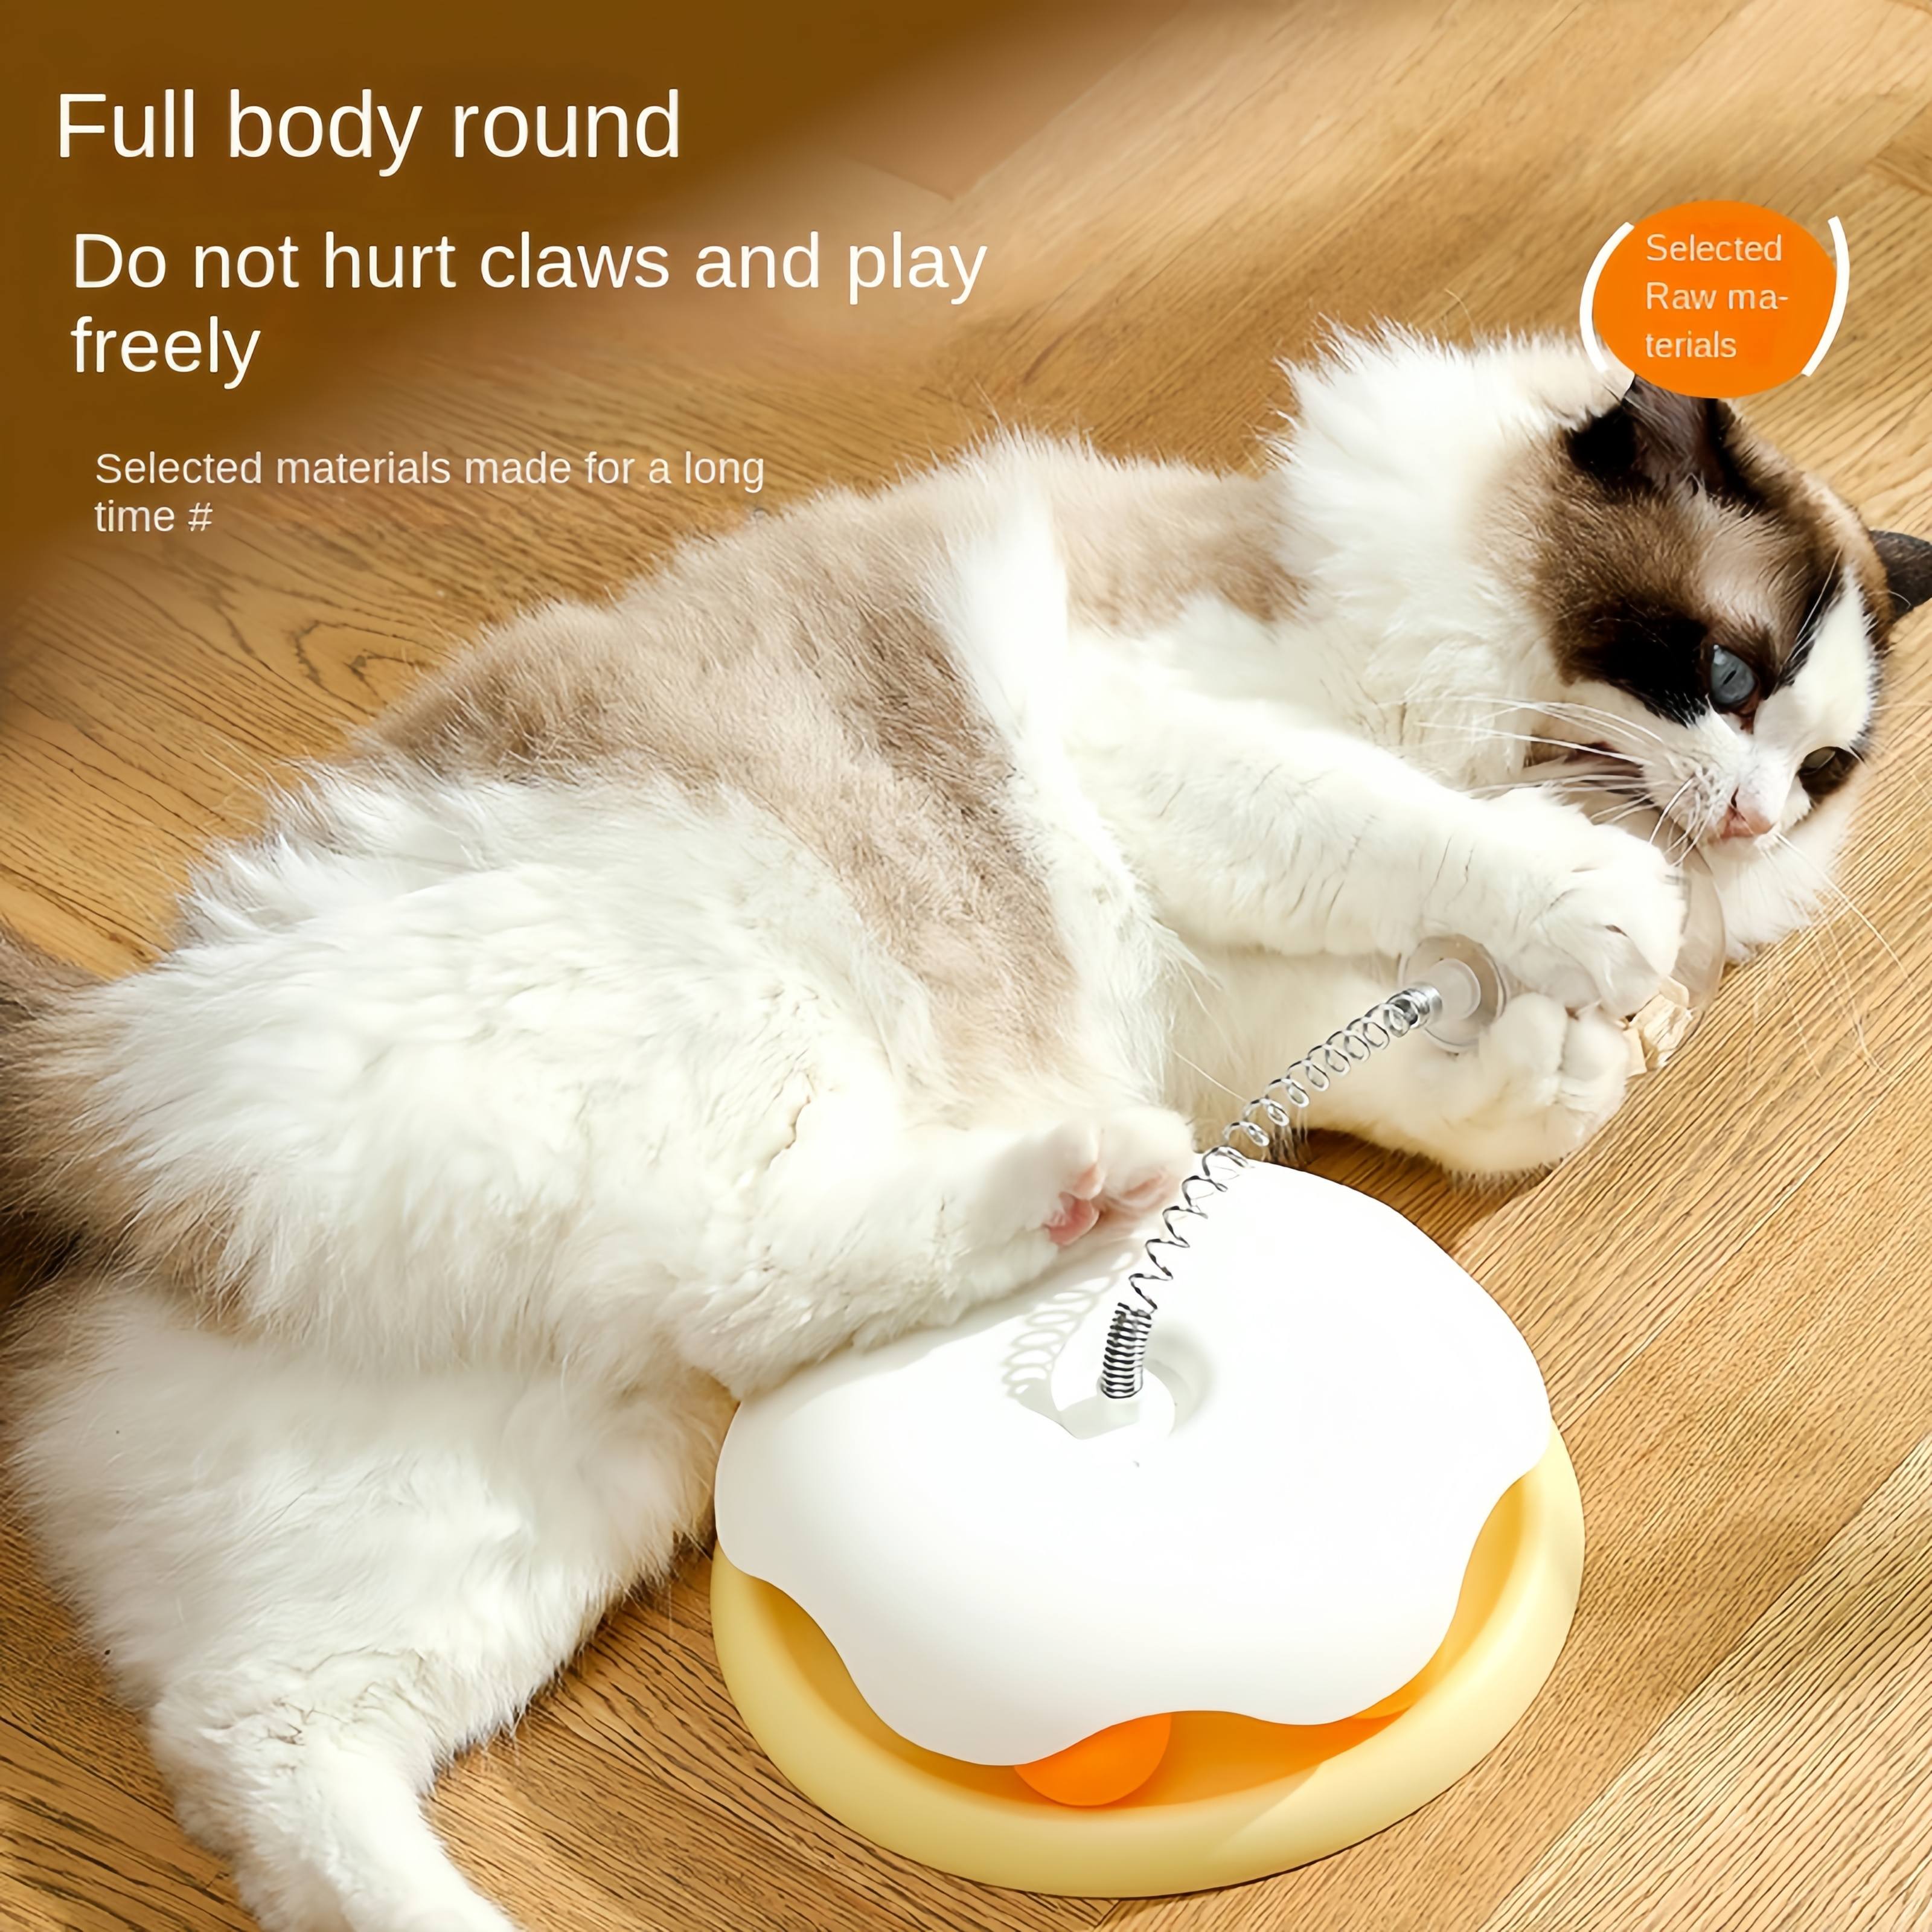 Full body round
Do not hurt claws and play
freely
Selected
Raw ma-
terials
Selected materials made for a long
time #